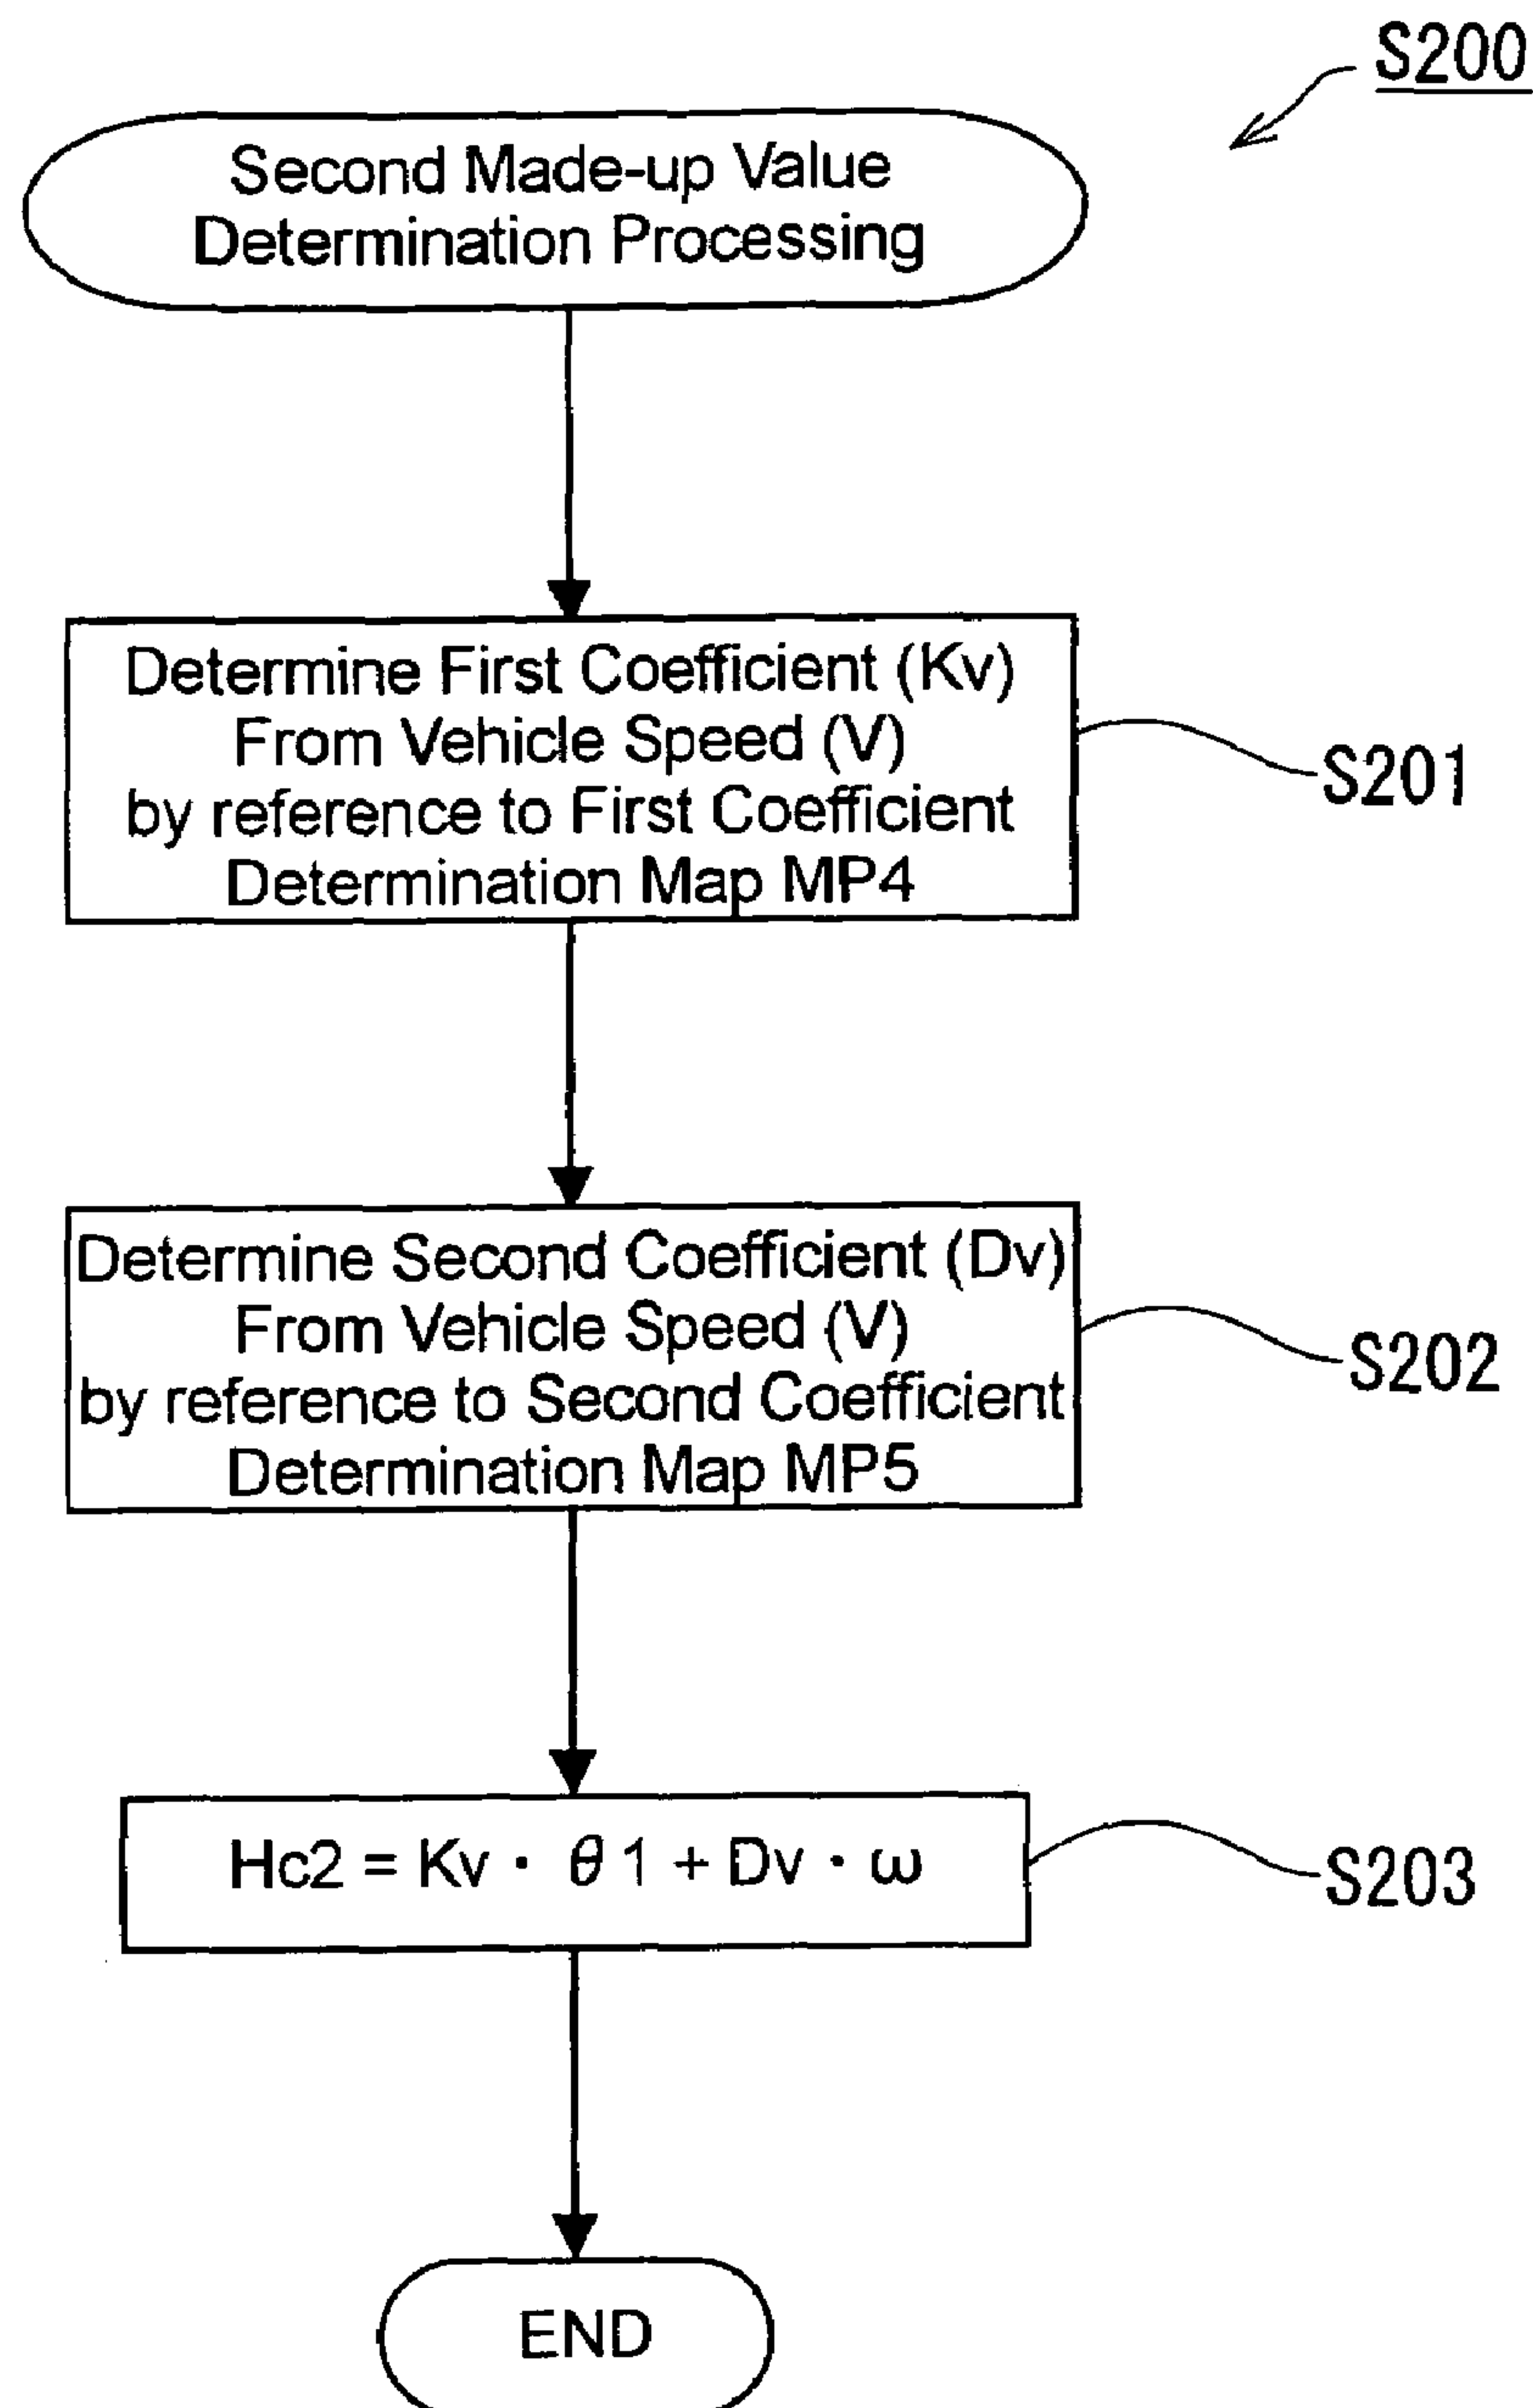 S200
Second Made-up Value
Determination Processing
Determine First Coefficient (Kv)
From Vehicle Speed (V)
by reference to First Coefficient
Determination Map MP4
S201
Determine Second Coefficient (Dv)
From Vehicle Speed (V)
by reference to Second Coefficient
Determination Map MP5
S202
Hc2 = Kv · θ1 + Dv · ω
S203
END